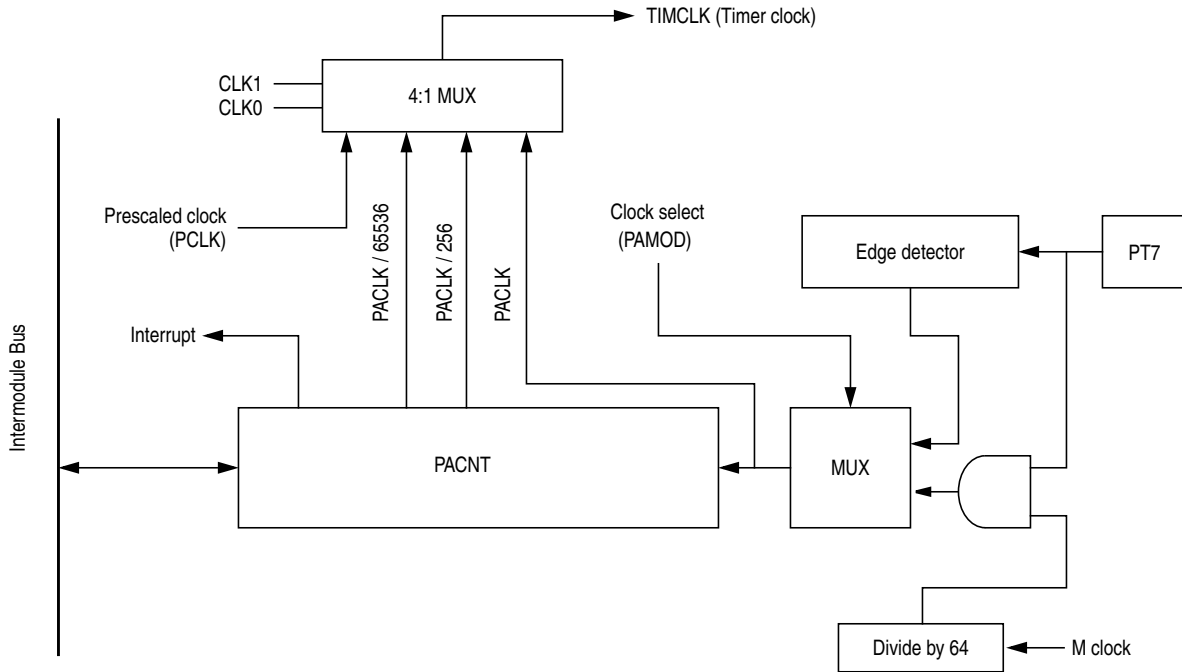 TIMCLK (Timer clock)
CLK1
CLK0
4:1 MUX
Prescaled clock
(PCLK)
PACLK / 65536
PACLK / 256
PACLK
Clock select
(PAMOD)
Edge detector
PT7
Interrupt
Intermodule Bus
PACNT
MUX
Divide by 64
M clock